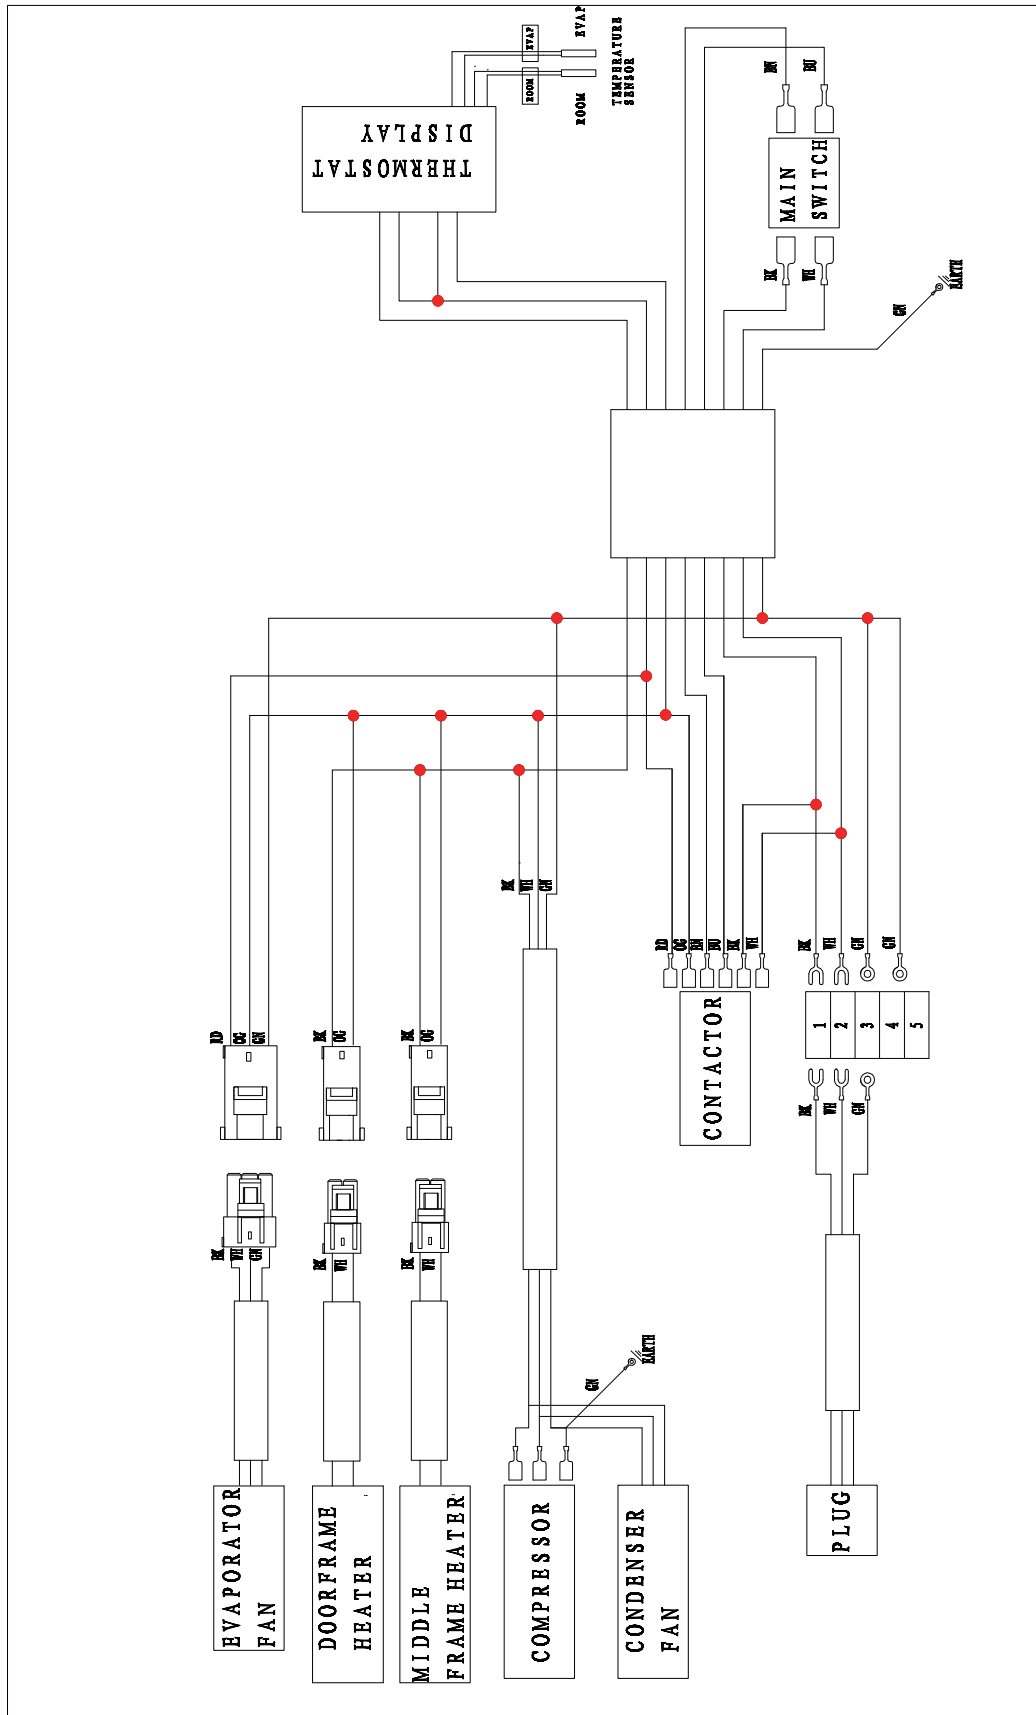 EVAP
ROOM
EVAP
ROOM
TEMPERATURE
SENSOR
THERMOSTAT
DISPLAY
BN
BU
MAIN
SWITCH
BK
WH
GN
EARTH
RD
OG
BN
BU
BK
WH
BK
WH
GN
GN
CONTACTOR
1
2
3
4
5
BK
WH
GN
BK
WH
GN
RD
OG
GN
BK
OG
BK
OG
BK
WH
GN
BK
WH
BK
WH
GN
EARTH
EVAPORATOR
FAN
DOORFRAME
HEATER
MIDDLE
FRAME HEATER
COMPRESSOR
CONDENSER
FAN
PLUG